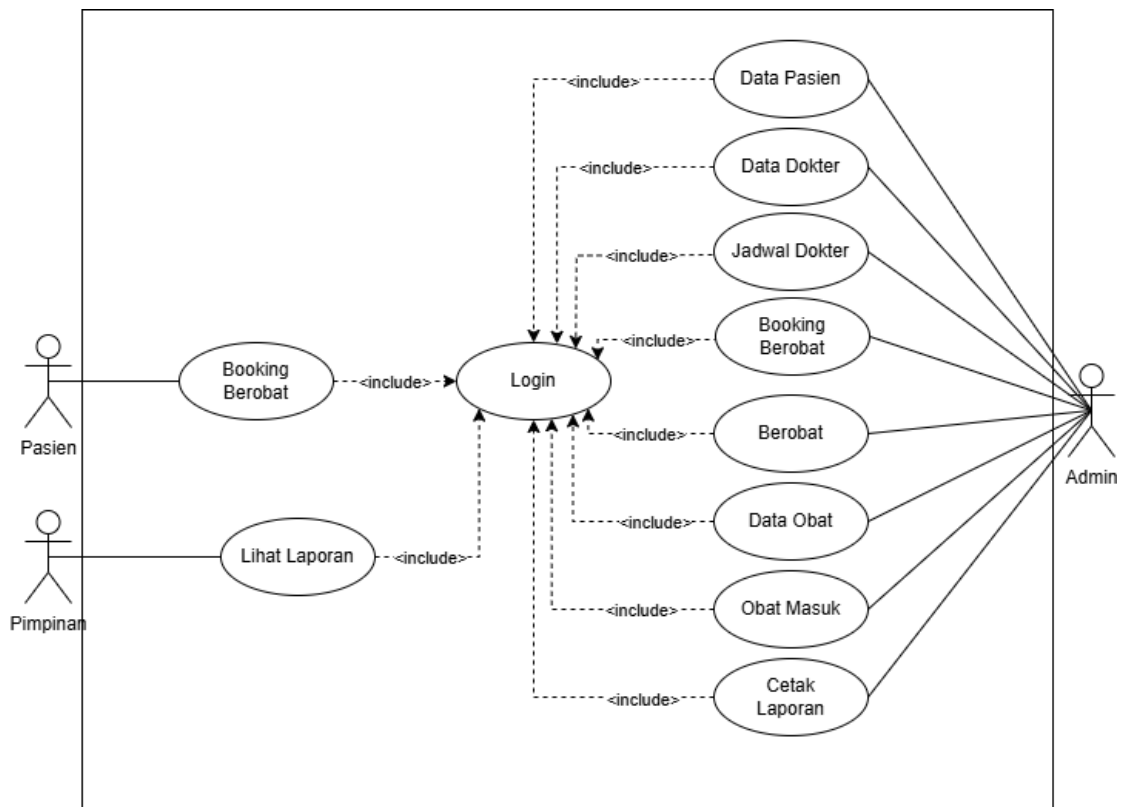 Data Pasien
<include>
Data Dokter
<include>
Jadwal Dokter
<include>
Booking
Berobat
<include>
Booking
Berobat
<include>
Login
Pasien
Berobat
<include>
Admin
Data Obat
<include>
Lihat Laporan
<include>
Pimpinan
Obat Masuk
<include>
Cetak
Laporan
<include>